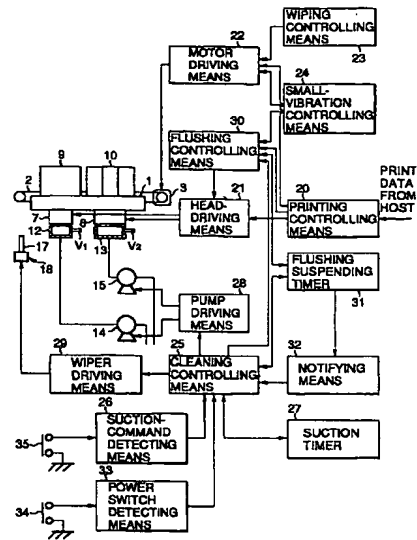 22
MOTOR
DRIVING
MEANS
WIPING
CONTROLLING
MEANS
23
24
SMALL-
VIBRATION
CONTROLLING
MEANS
30
FLUSHING
CONTROLLING
MEANS
9
10
2
1
3
7
8
12
V1
13
V2
17
18
21
HEAD-
DRIVING
MEANS
20
PRINTING
CONTROLLING
MEANS
PRINT
DATA
FROM
HOST
FLUSHING
SUSPENDING
TIMER
31
15
14
28
PUMP
DRIVING
MEANS
29
WIPER
DRIVING
MEANS
25
CLEANING
CONTROLLING
MEANS
32
NOTIFYING
MEANS
26
SUCTION-
COMMAND
DETECTING
MEANS
35
27
SUCTION
TIMER
33
POWER
SWITCH
DETECTING
MEANS
34